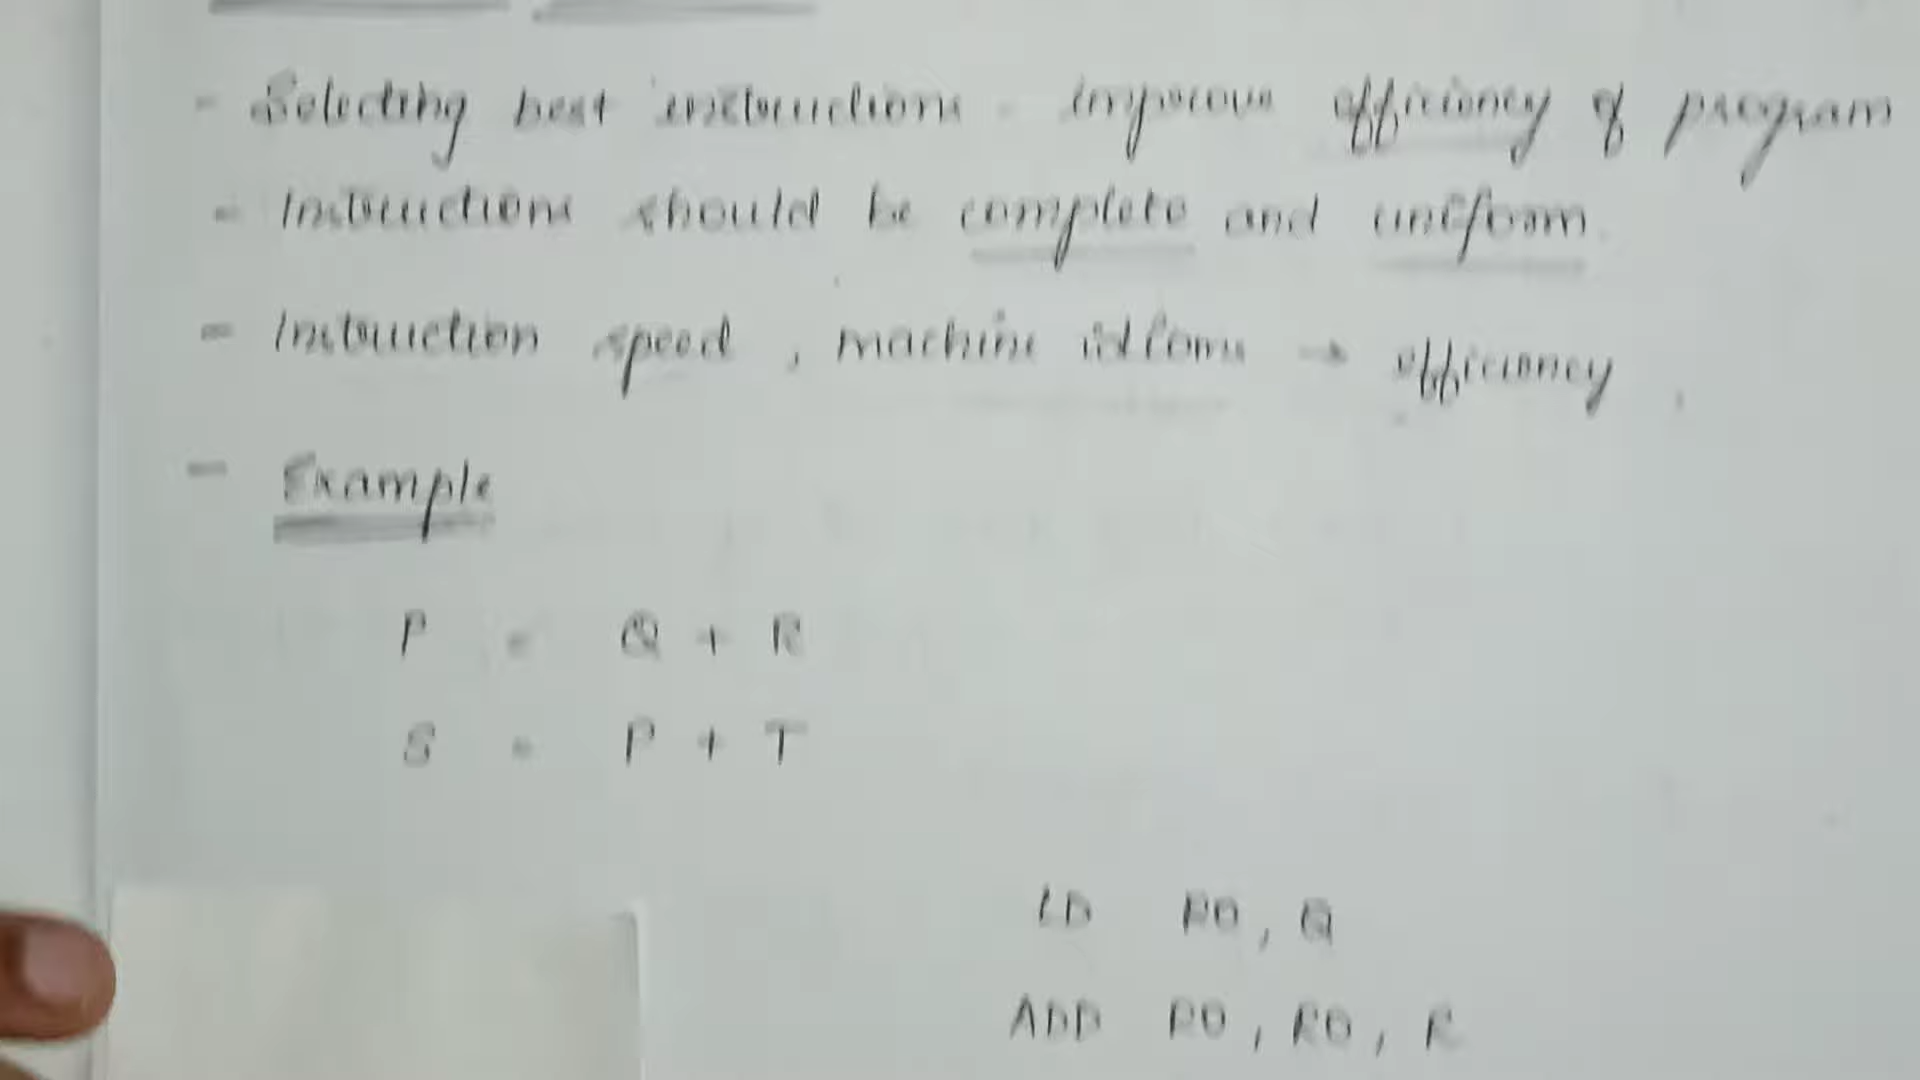 - Selecting best instructions - improve efficiency of program
- Instructions should be complete and uniform.
- Instruction speed, machine idioms → efficiency.
- Example
P = Q + R
S = P + T
LD R0, Q
ADD R0, R0, R